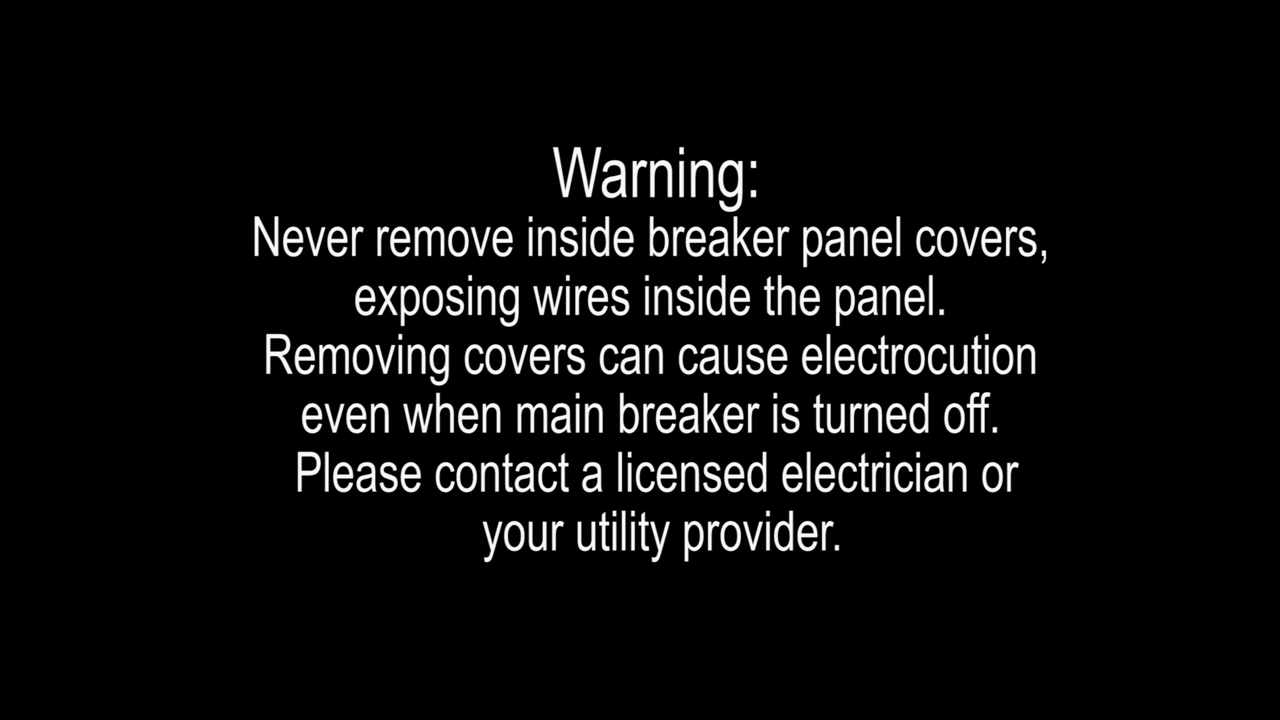 Warning:
Never remove inside breaker panel covers,
exposing wires inside the panel.
Removing covers can cause electrocution
even when main breaker is turned off.
Please contact a licensed electrician or
your utility provider.